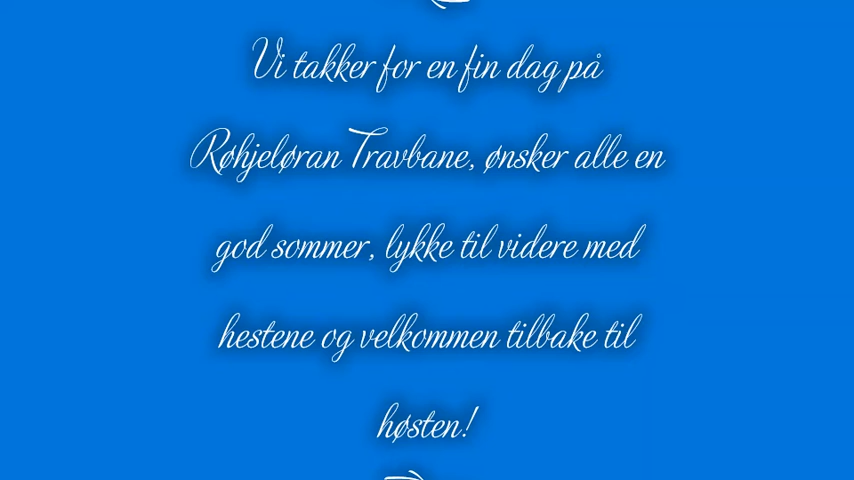 Vi takker for en fin dag på
Røhjeløran Travbane, ønsker alle en
god sommer, lykke til videre med
hestene og velkommen tilbake til
høsten!